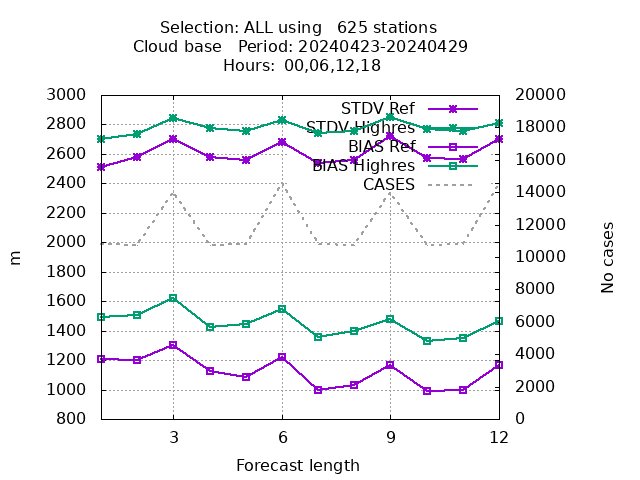 Selection: ALL using   625 stations
Cloud base   Period: 20240423-20240429
Hours: 00,06,12,18
3000
2800
2600
2400
2200
2000
1800
1600
1400
1200
1000
800
20000
18000
16000
14000
12000
10000
8000
6000
4000
2000
0
STDV Ref
STDV Highres
BIAS Ref
BIAS Highres
CASES
m
No cases
3 6 9 12
Forecast length